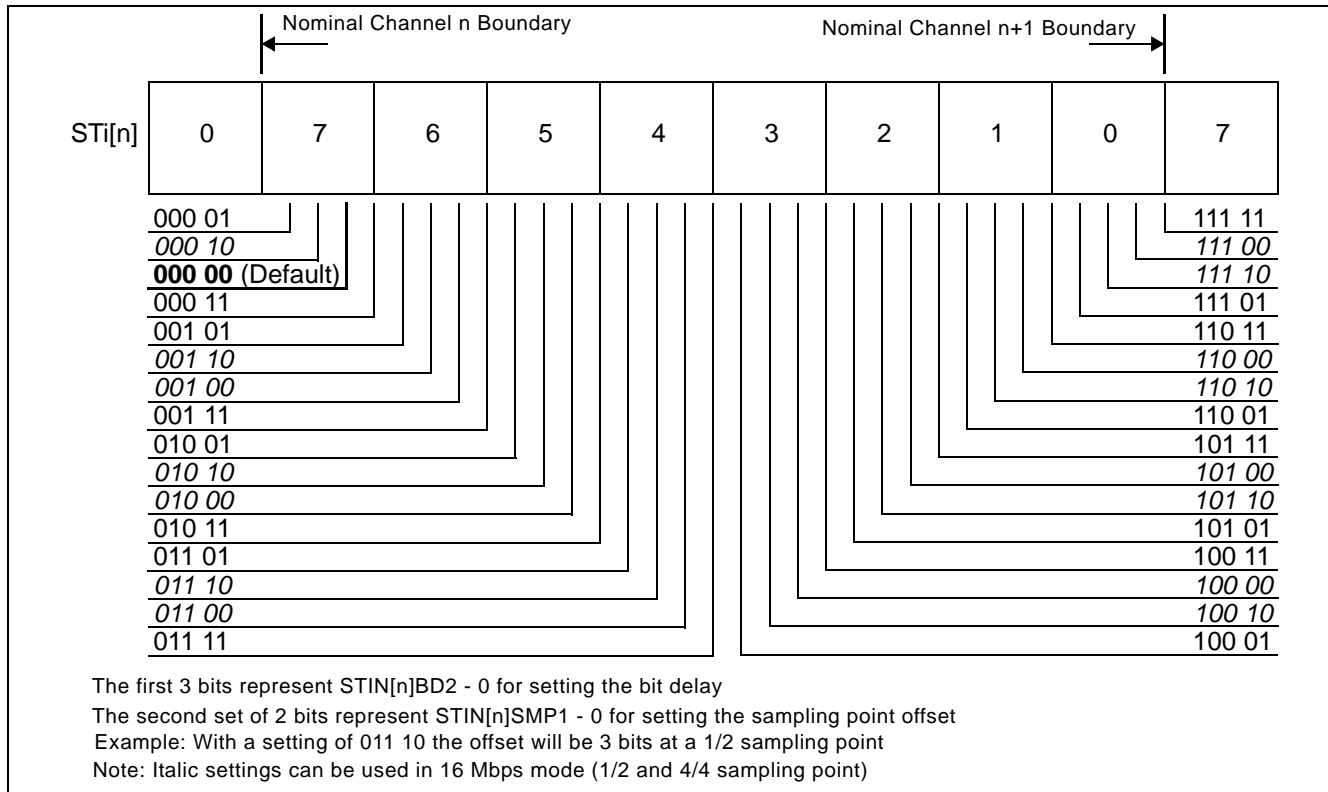 Nominal Channel n Boundary Nominal Channel n+1 Boundary
STi[n] 0 7 6 5 4 3 2 1 0 7
000 01 111 11
000 10 111 00
000 00 (Default) 111 10
000 11 111 01
001 01 110 11
001 10 110 00
001 00 110 10
001 11 110 01
010 01 101 11
010 10 101 00
010 00 101 10
010 11 101 01
011 01 100 11
011 10 100 00
011 00 100 10
011 11 100 01
The first 3 bits represent STIN[n]BD2 - 0 for setting the bit delay
The second set of 2 bits represent STIN[n]SMP1 - 0 for setting the sampling point offset
Example: With a setting of 011 10 the offset will be 3 bits at a 1/2 sampling point
Note: Italic settings can be used in 16 Mbps mode (1/2 and 4/4 sampling point)